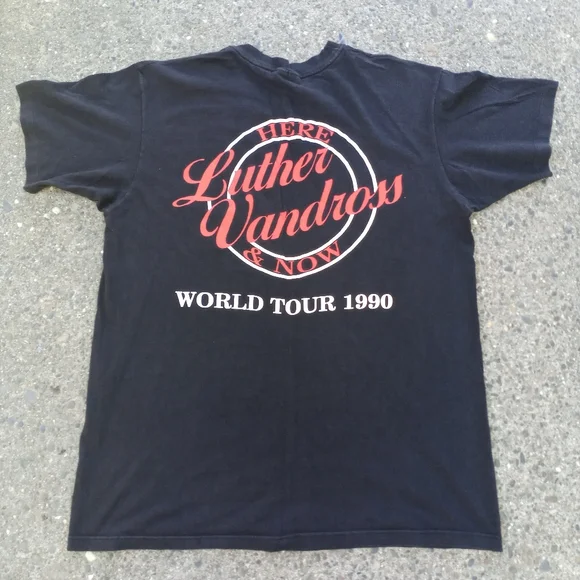 HERE
Luther
Vandross
& NOW
WORLD TOUR 1990